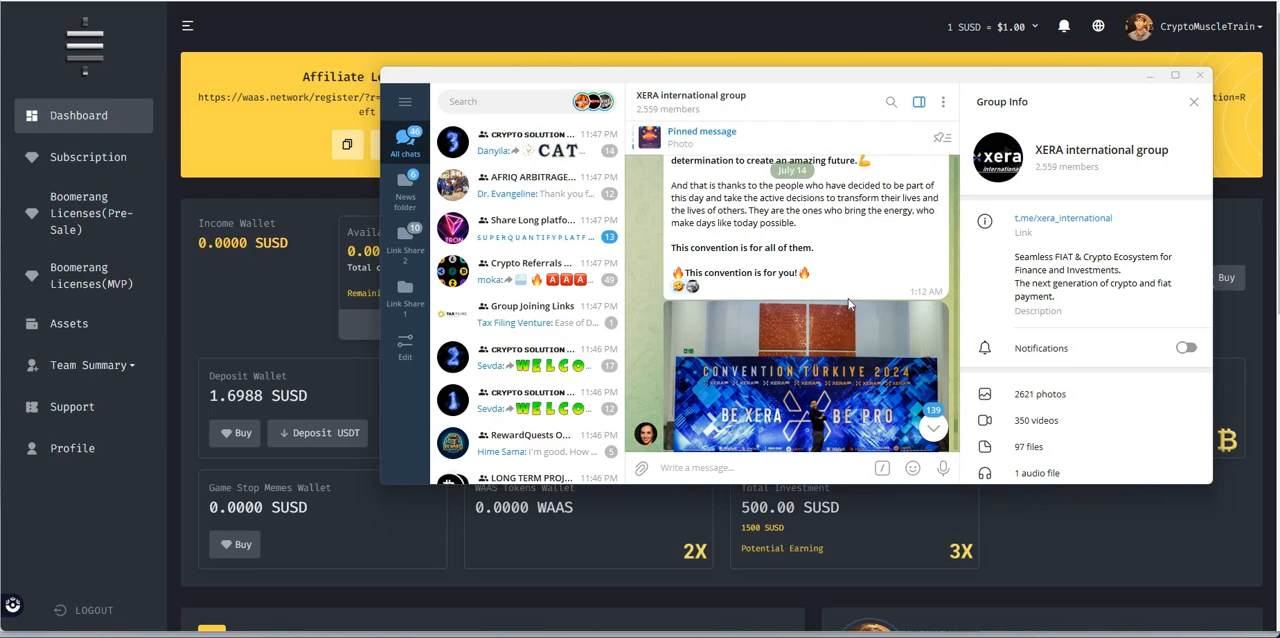 Dashboard
Subscription
Boomerang
Licenses(Pre-
Sale)
Boomerang
Licenses(MVP)
Assets
Team Summary
Support
Profile
LOGOUT
1 SUSD = $1.00
CryptoMuscleTrain
Affiliate L
https://waas.network/register/?r=
eft
tion=R
Income Wallet
0.0000 SUSD
Availa
0.00
Total c
Remaini
Buy
Deposit Wallet
1.6988 SUSD
Buy
Deposit USDT
Game Stop Memes Wallet
0.0000 SUSD
Buy
WAAS Tokens Wallet
0.0000 WAAS
2X
Total Investment
500.00 SUSD
1500 SUSD
Potential Earning
3X
46
All chats
6
News
folder
10
Link Share
2
Link Share
1
Edit
Search
CRYPTO SOLUTION ... 11:47 PM
Danyila: CAT... 14
AFRIQ ARBITRAGE... 11:47 PM
Dr. Evangeline: Thank you f... 12
Share Long platfo... 11:47 PM
SUPERQUANTIFYPLATF... 13
Crypto Referrals ... 11:47 PM
moka: AAA... 49
Group Joining Links 11:47 PM
Tax Filing Venture: Ease of D... 1
CRYPTO SOLUTION ... 11:46 PM
Sevda: WELCO... 17
CRYPTO SOLUTION ... 11:46 PM
Sevda: WELCO... 12
RewardQuests O... 11:46 PM
Hime Sama: I'm good. How ... 5
LONG TERM PROJ... 11:46 PM
XERA international group
2,559 members
Pinned message
Photo
determination to create an amazing future.💪
July 14
And that is thanks to the people who have decided to be part of
this day and take the active decisions to transform their lives and
the lives of others. They are the ones who bring the energy, who
make days like today possible.
This convention is for all of them.
🔥This convention is for you!🔥
1:12 AM
CONVENTION TÜRKIYE 2024
BE XERA BE PRO
139
Write a message...
Group Info
xera
international
XERA international group
2,559 members
t.me/xera_international
Link
Seamless FIAT & Crypto Ecosystem for
Finance and Investments.
The next generation of crypto and fiat
payment.
Description
Notifications
2621 photos
350 videos
97 files
1 audio file